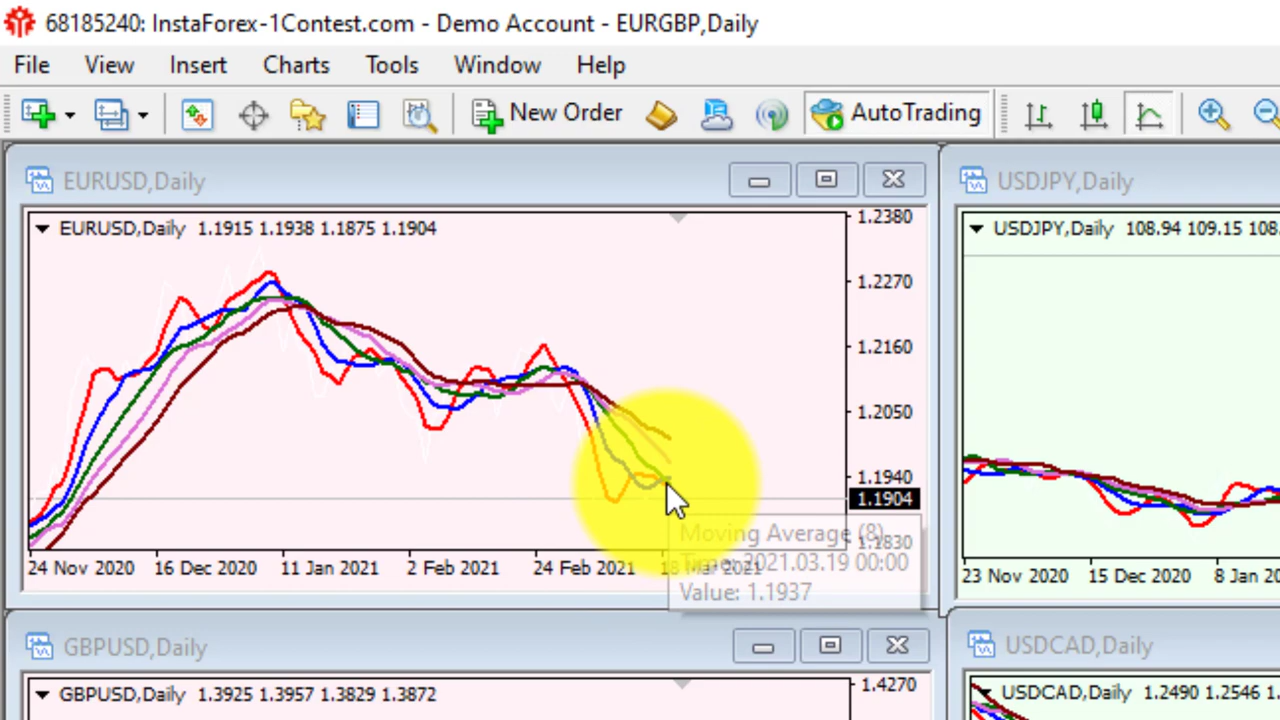 68185240: InstaForex-1Contest.com - Demo Account - EURGBP,Daily
File View Insert Charts Tools Window Help
New Order AutoTrading
EURUSD,Daily
USDJPY,Daily
EURUSD,Daily 1.1915 1.1938 1.1875 1.1904
1.2380
1.2270
1.2160
1.2050
1.1940
1.1904
1.1830
Moving Average (8)
Time: 2021.03.19 00:00
Value: 1.1937
24 Nov 2020 16 Dec 2020 11 Jan 2021 2 Feb 2021 24 Feb 2021 18 Mar 2021
USDJPY,Daily 108.94 109.15 108.
23 Nov 2020 15 Dec 2020 8 Jan 20
GBPUSD,Daily
USDCAD,Daily
GBPUSD,Daily 1.3925 1.3957 1.3829 1.3872
1.4270
USDCAD,Daily 1.2490 1.2546 1.